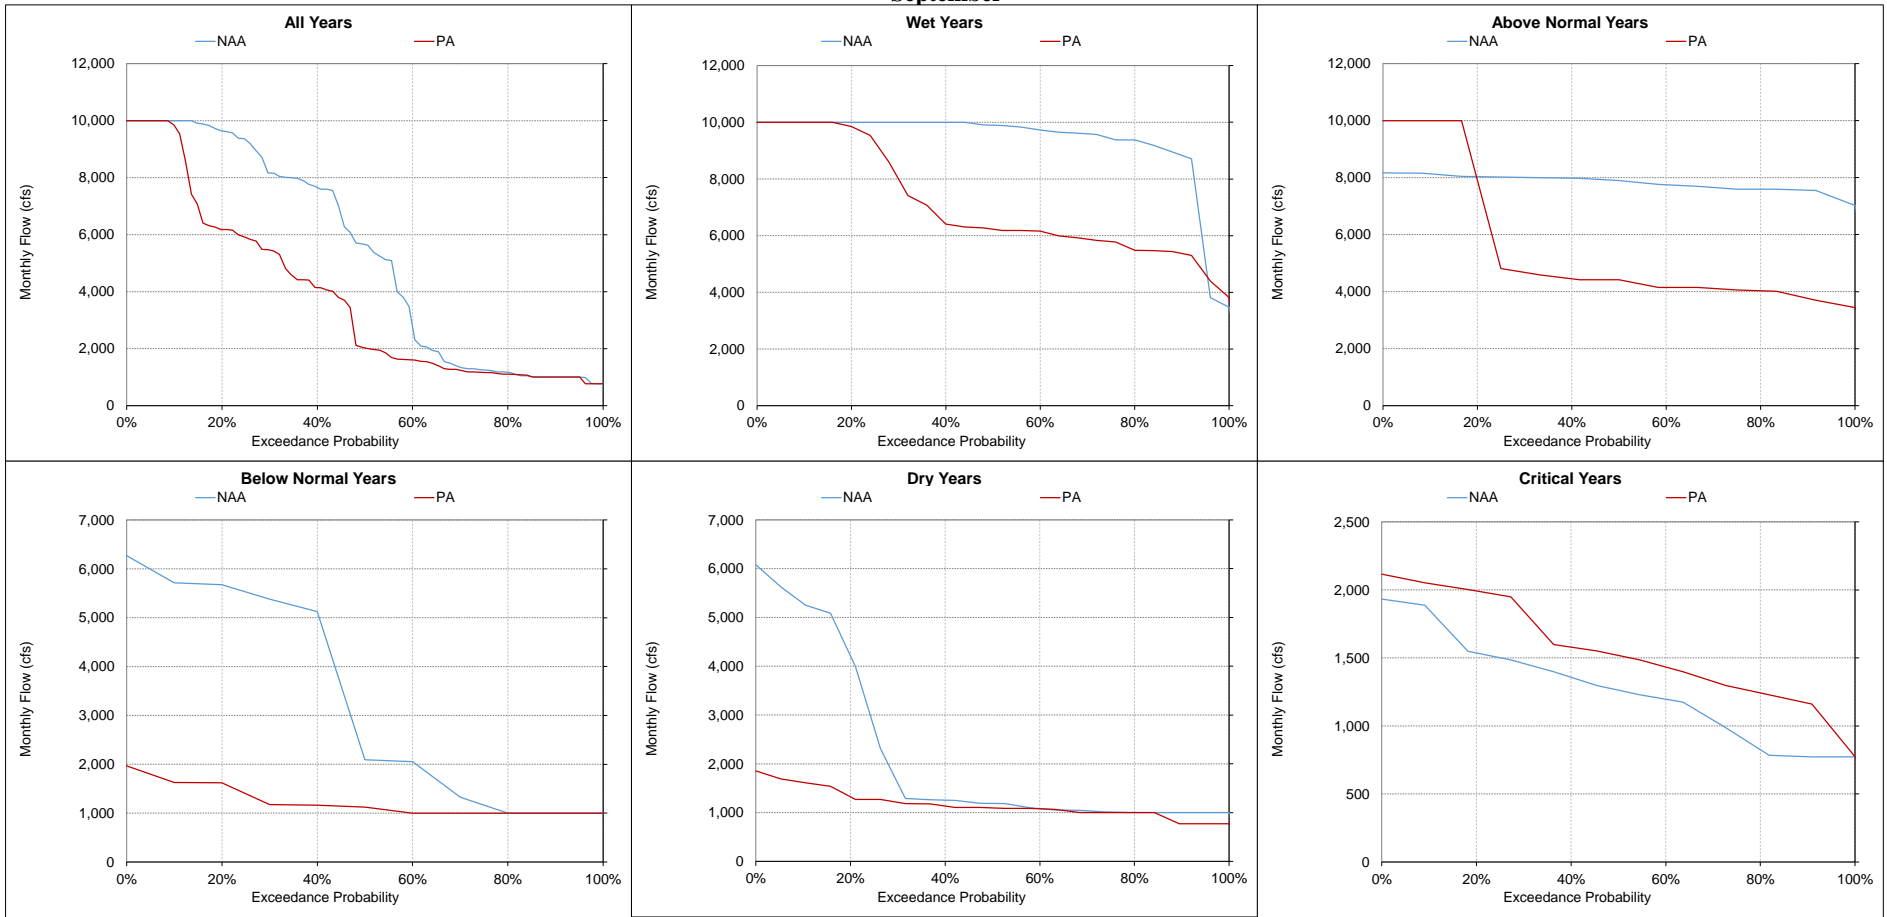 September
All Years
NAA PA
12,000
10,000
8,000
6,000
4,000
2,000
0
Monthly Flow (cfs)
0% 20% 40% 60% 80% 100%
Exceedance Probability
Wet Years
NAA PA
12,000
10,000
8,000
6,000
4,000
2,000
0
Monthly Flow (cfs)
0% 20% 40% 60% 80% 100%
Exceedance Probability
Above Normal Years
NAA PA
12,000
10,000
8,000
6,000
4,000
2,000
0
Monthly Flow (cfs)
0% 20% 40% 60% 80% 100%
Exceedance Probability
Below Normal Years
NAA PA
7,000
6,000
5,000
4,000
3,000
2,000
1,000
0
Monthly Flow (cfs)
0% 20% 40% 60% 80% 100%
Exceedance Probability
Dry Years
NAA PA
7,000
6,000
5,000
4,000
3,000
2,000
1,000
0
Monthly Flow (cfs)
0% 20% 40% 60% 80% 100%
Exceedance Probability
Critical Years
NAA PA
2,500
2,000
1,500
1,000
500
0
Monthly Flow (cfs)
0% 20% 40% 60% 80% 100%
Exceedance Probability